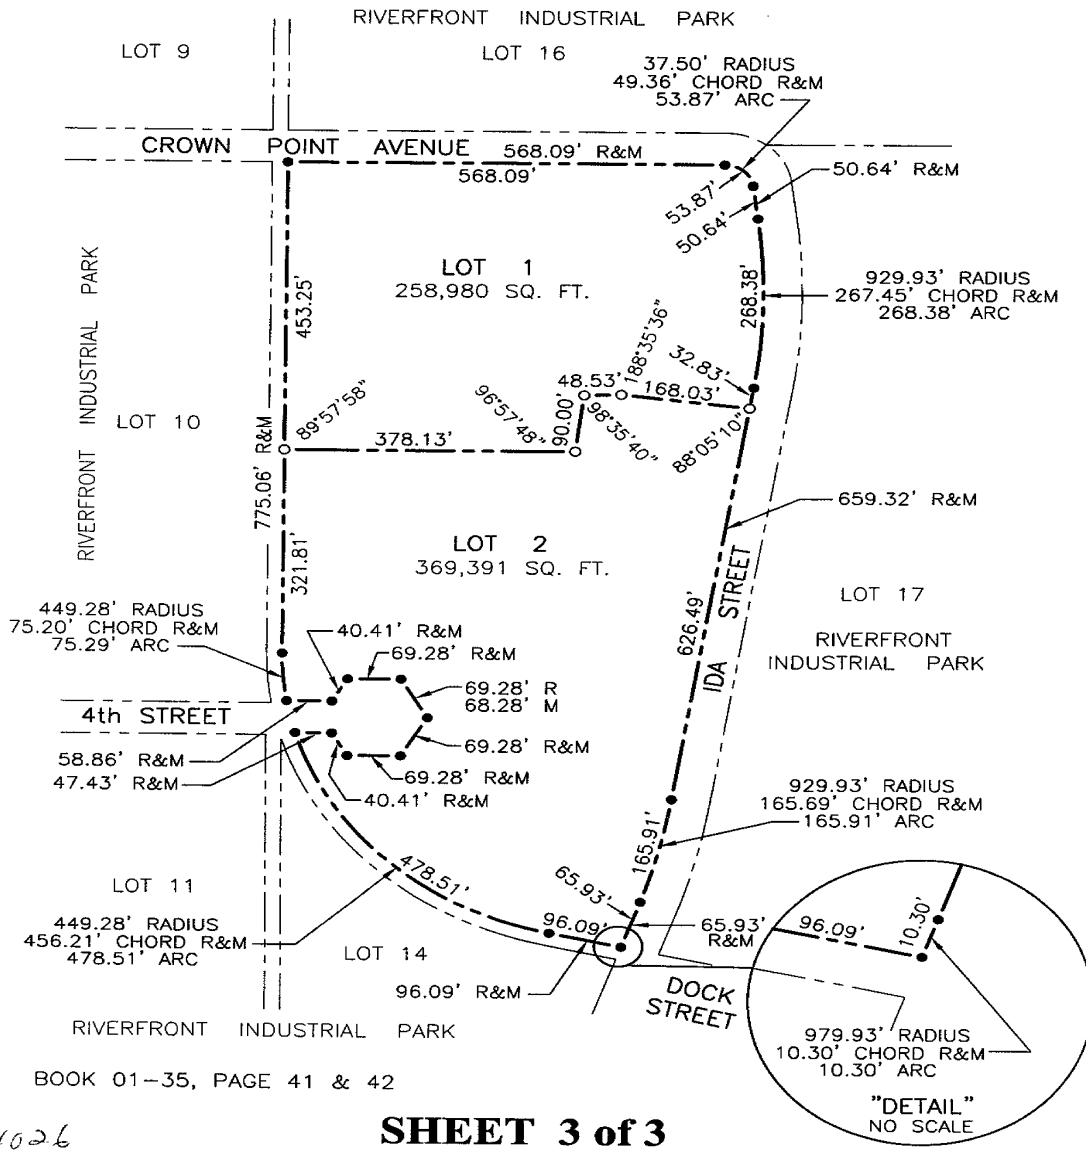 RIVERFRONT INDUSTRIAL PARK
LOT 9
LOT 16
37.50' RADIUS
49.36' CHORD R&M
53.87' ARC
CROWN POINT AVENUE
568.09' R&M
568.09'
53.87'
50.64' R&M
50.64'
RIVERFRONT INDUSTRIAL PARK
453.25'
LOT 1
258,980 SQ. FT.
268.38'
929.93' RADIUS
267.45' CHORD R&M
268.38' ARC
188°35'36"
32.83'
48.53'
168.03'
LOT 10
89°57'58"
96°57'48"
90.00'
98°35'40"
88°05'10"
378.13'
775.06' R&M
659.32' R&M
321.81'
LOT 2
369,391 SQ. FT.
IDA STREET
626.49'
LOT 17
RIVERFRONT
INDUSTRIAL PARK
449.28' RADIUS
75.20' CHORD R&M
75.29' ARC
40.41' R&M
69.28' R&M
69.28' R
68.28' M
4th STREET
69.28' R&M
58.86' R&M
47.43' R&M
69.28' R&M
40.41' R&M
929.93' RADIUS
165.69' CHORD R&M
165.91' ARC
165.91'
478.51'
65.93'
LOT 11
449.28' RADIUS
456.21' CHORD R&M
478.51' ARC
96.09'
65.93'
R&M
LOT 14
96.09' R&M
DOCK
STREET
96.09'
10.30'
979.93' RADIUS
10.30' CHORD R&M
10.30' ARC
"DETAIL"
NO SCALE
RIVERFRONT INDUSTRIAL PARK
BOOK 01-35, PAGE 41 & 42
SHEET 3 of 3